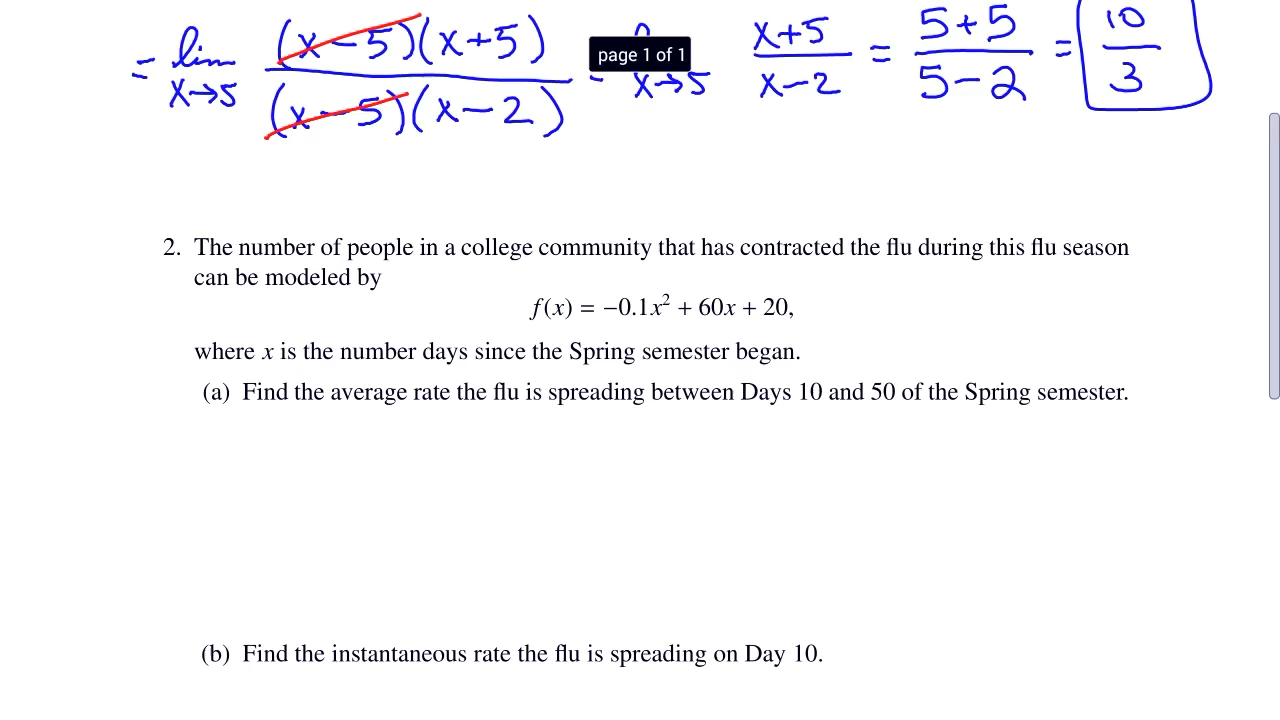 = lim x→5 (x-5)(x+5) / (x-5)(x-2) = x→5 x+5 / x-2 = 5+5 / 5-2 = 10 / 3
page 1 of 1
2. The number of people in a college community that has contracted the flu during this flu season
can be modeled by
f(x) = −0.1x² + 60x + 20,
where x is the number days since the Spring semester began.
(a) Find the average rate the flu is spreading between Days 10 and 50 of the Spring semester.
(b) Find the instantaneous rate the flu is spreading on Day 10.